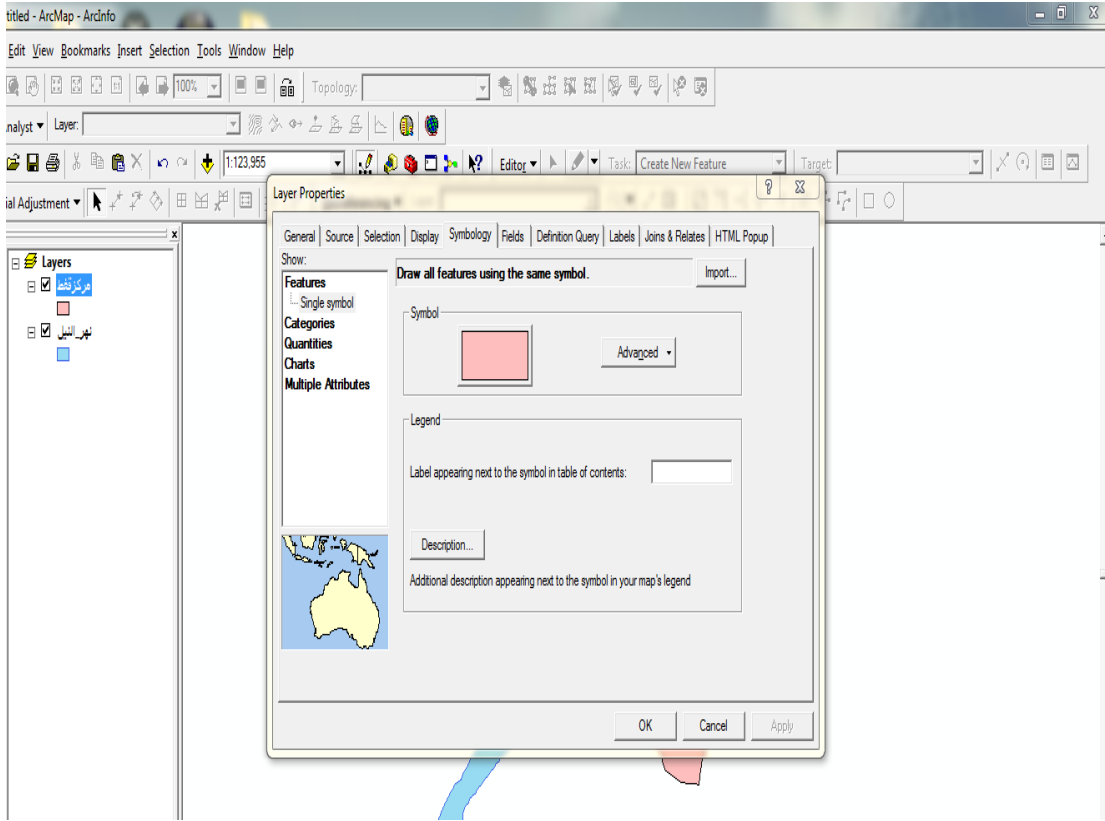 titled - ArcMap - ArcInfo
Edit View Bookmarks Insert Selection Tools Window Help
100% Topology:
nalyst Layer:
1:123,955 Editor Task: Create New Feature Target:
ial Adjustment
Layer Properties
General Source Selection Display Symbology Fields Definition Query Labels Joins & Relates HTML Popup
Layers
مركزقفط
نهر_النيل
Show:
Features
Single symbol
Categories
Quantities
Charts
Multiple Attributes
Draw all features using the same symbol.
Import...
Symbol
Advanced
Legend
Label appearing next to the symbol in table of contents:
Description...
Additional description appearing next to the symbol in your map's legend
OK Cancel Apply